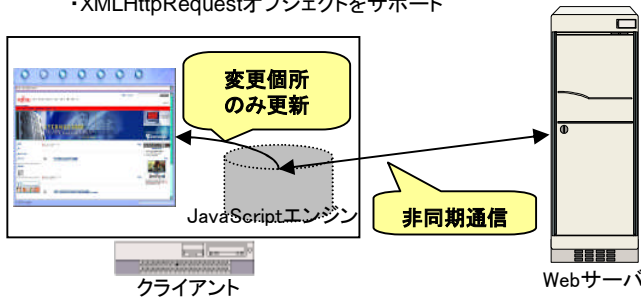 ・XMLHttpRequestオブジェクトをサポート
変更個所
のみ更新
JavaScriptエンジン
非同期通信
クライアント
Webサーバ